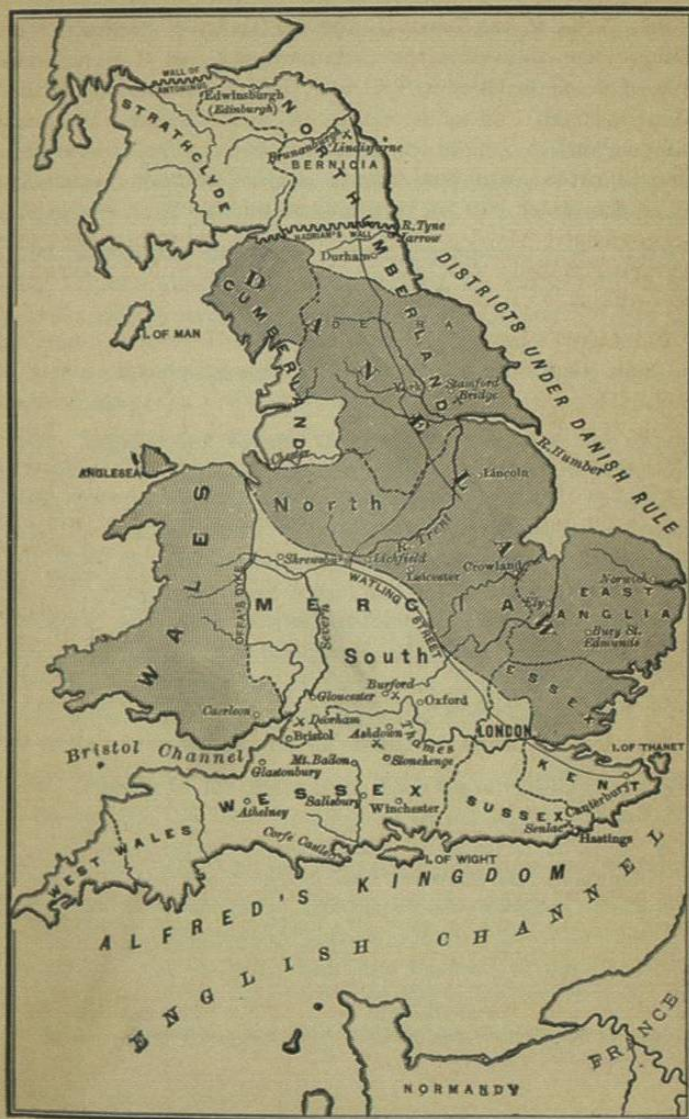 WALL OF
ANTONINUS
Edwinsburgh
(Edinburgh)
STRATHCLYDE
NORTHUMBERLAND
Brunanburgh
Lindisfarne
BERNICIA
HADRIAN'S WALL
R. Tyne
Jarrow
Durham
DISTRICTS UNDER DANISH RULE
DANELAW
CUMBERLAND
DEIRA
I. OF MAN
York
Stamford
Bridge
R. Humber
Chester
ANGLESEA
Lincoln
North
WALES
R. Trent
Shrewsbury
Lichfield
Leicester
Crowland
Norwich
EAST
ANGLIA
Ely
Bury St.
Edmunds
OFFA'S DYKE
WATLING STREET
MERCIA
Severn
South
ESSEX
Burford
Gloucester
Oxford
Caerleon
Deorham
Bristol
Ashdown
Thames
LONDON
Bristol Channel
Mt. Badon
Stonehenge
Glastonbury
I. OF THANET
KENT
Canterbury
WESSEX
Athelney
Salisbury
Winchester
SUSSEX
Senlac
Hastings
WEST WALES
Corfe Castle
I. OF WIGHT
ALFRED'S KINGDOM
ENGLISH CHANNEL
FRANCE
NORMANDY